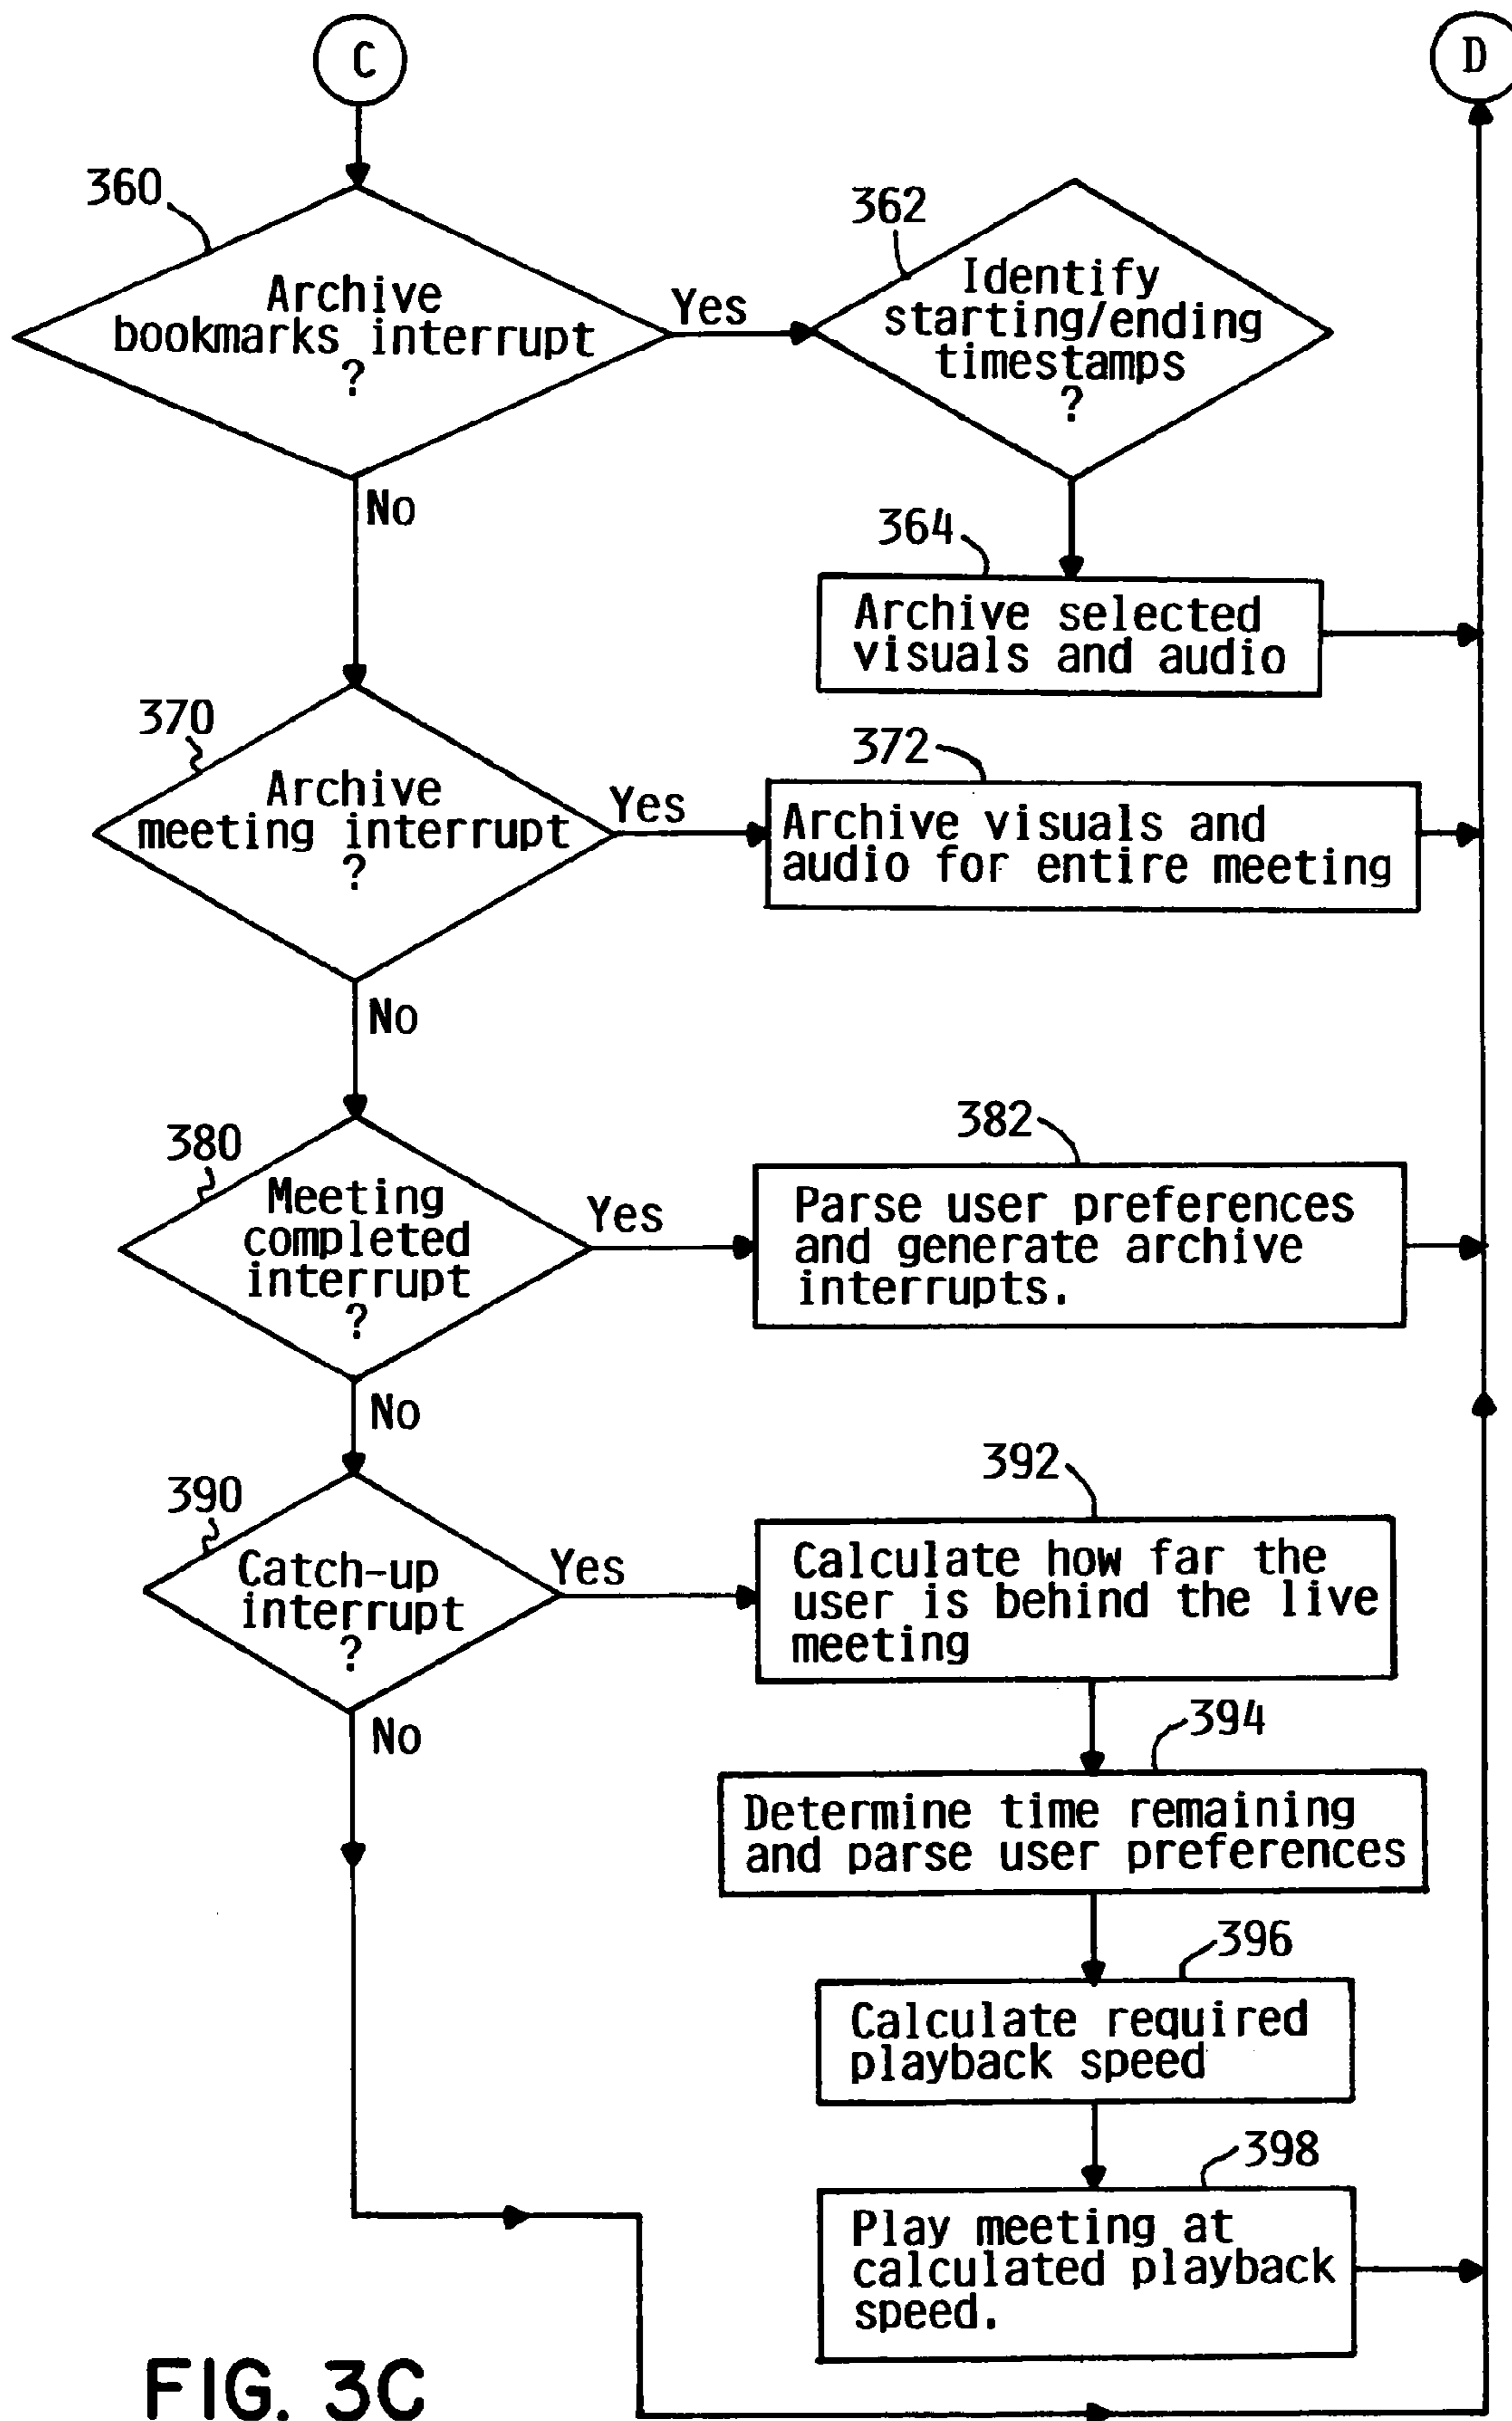 C
D
360
Archive
bookmarks interrupt
?
Yes
No
362
Identify
starting/ending
timestamps
?
364
Archive selected
visuals and audio
370
Archive
meeting interrupt
?
Yes
No
372
Archive visuals and
audio for entire meeting
380
Meeting
completed
interrupt
?
Yes
No
382
Parse user preferences
and generate archive
interrupts.
390
Catch-up
interrupt
?
Yes
No
392
Calculate how far the
user is behind the live
meeting
394
Determine time remaining
and parse user preferences
396
Calculate required
playback speed
398
Play meeting at
calculated playback
speed.
FIG. 3C